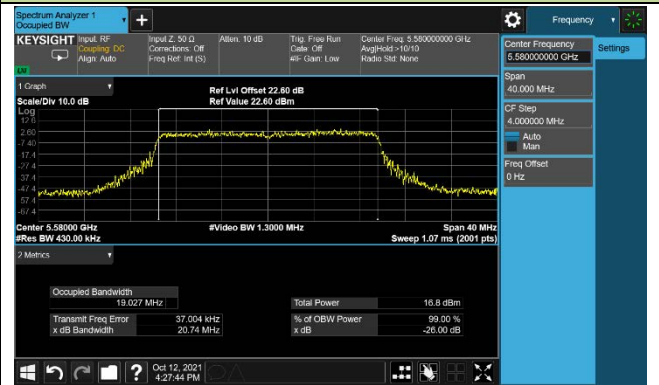 Spectrum Analyzer 1
Occupied BW
+
Frequency
KEYSIGHT
Input: RF
Coupling: DC
Align: Auto
Input Z: 50 Ω
Corrections: Off
Freq Ref: Int (S)
Atten: 10 dB
Trig: Free Run
Gate: Off
#IF Gain: Low
Center Freq: 5.580000000 GHz
Avg|Hold:>10/10
Radio Std: None
Center Frequency
5.580000000 GHz
Settings
Span
40.000 MHz
CF Step
4.000000 MHz
Auto
Man
Freq Offset
0 Hz
1 Graph
Scale/Div 10.0 dB
Ref Lvl Offset 22.60 dB
Ref Value 22.60 dBm
Log
12.6
2.60
-7.40
-17.4
-27.4
-37.4
-47.4
-57.4
-67.4
Center 5.58000 GHz
#Res BW 430.00 kHz
#Video BW 1.3000 MHz
Span 40 MHz
Sweep 1.07 ms (2001 pts)
2 Metrics
Occupied Bandwidth
19.027 MHz
Transmit Freq Error 37.004 kHz
x dB Bandwidth 20.74 MHz
Total Power 16.8 dBm
% of OBW Power 99.00 %
x dB -26.00 dB
?
Oct 12, 2021
4:27:44 PM